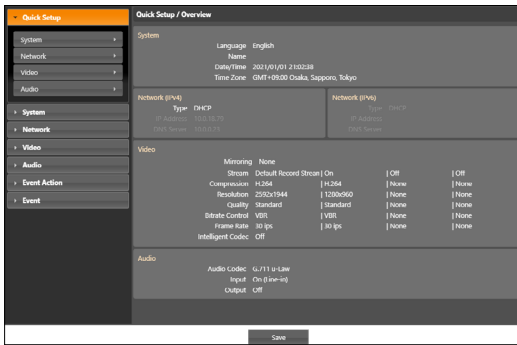 Quick Setup
System
Network
Video
Audio
System
Network
Video
Audio
Event Action
Event
Quick Setup / Overview
System
Language English
Name
Date/Time 2021/01/01 21:02:38
Time Zone GMT+09:00 Osaka, Sapporo, Tokyo
Network (IPv4)
Type DHCP
IP Address
DNS Server
Network (IPv6)
Type DHCP
IP Address
DNS Server
Video
Mirroring None
Stream Default Record Stream | On | Off | Off
Compression H.264 | H.264 | None | None
Resolution 2592x1944 | 1280x960 | None | None
Quality Standard | Standard | None | None
Bitrate Control VBR | VBR | None | None
Frame Rate 30 ips | 30 ips | None | None
Intelligent Codec Off
Audio
Audio Codec G.711 u-Law
Input On (Line-in)
Output Off
Save